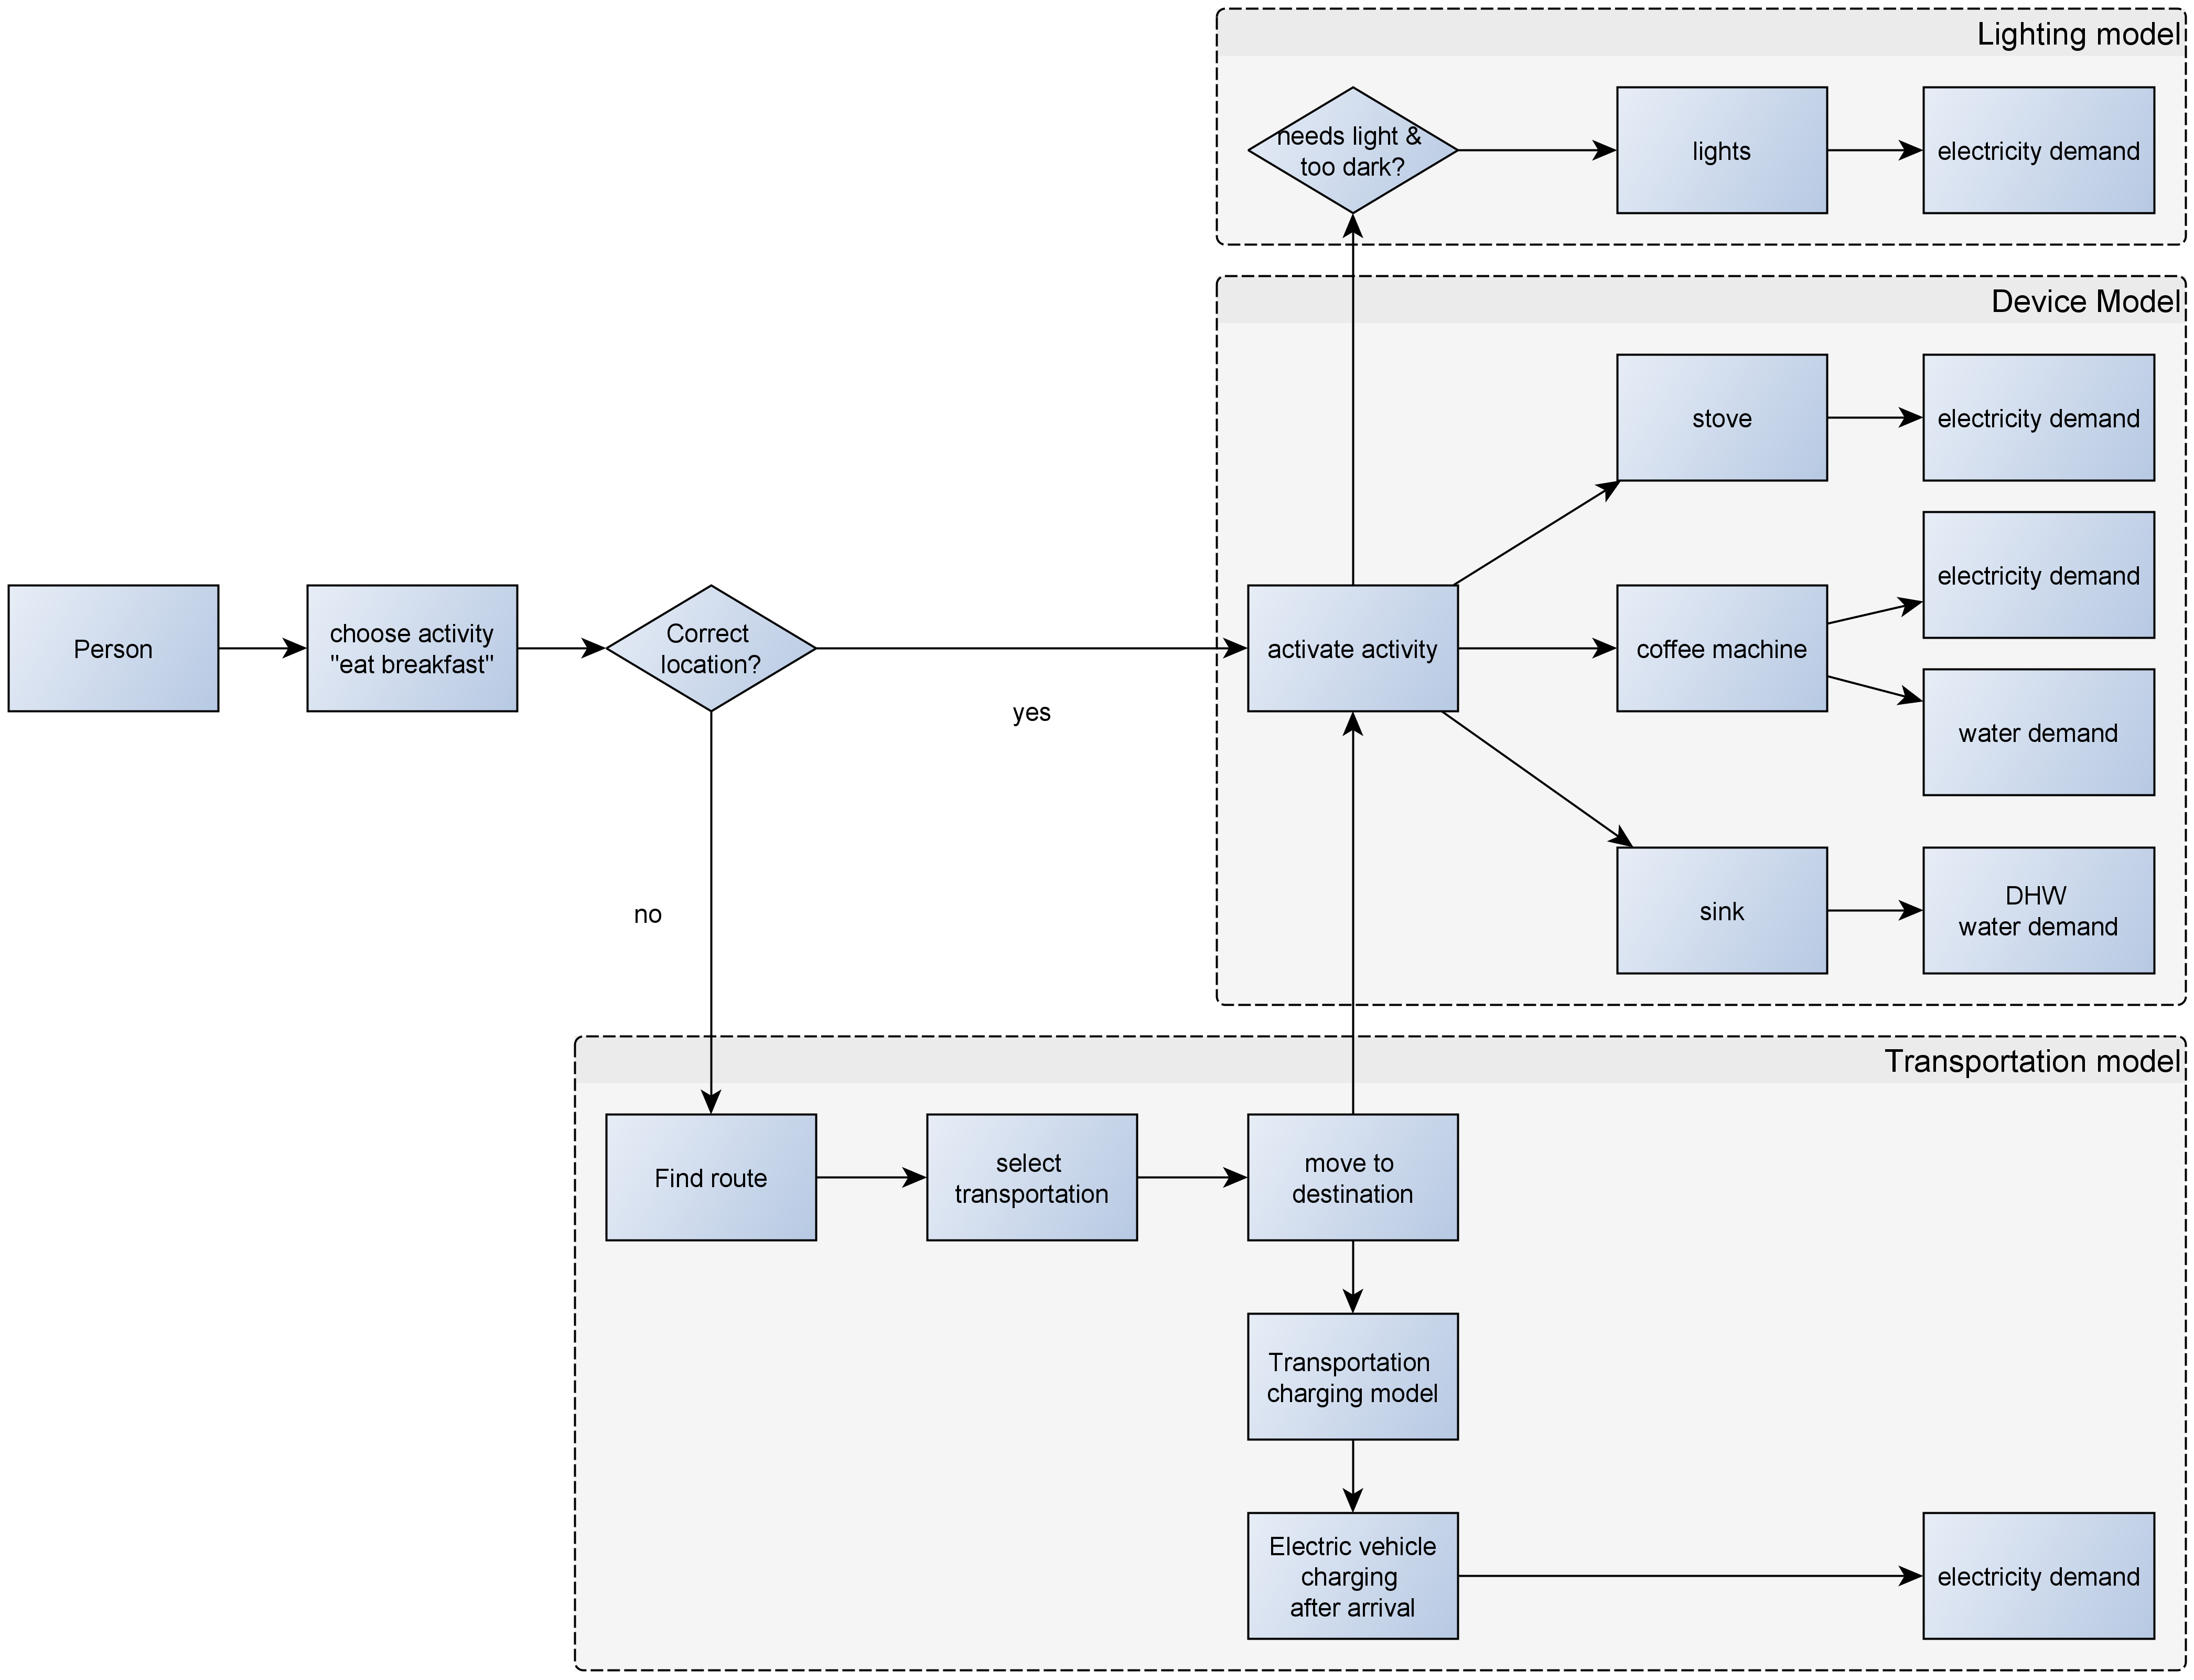 Lighting model
needs light &
too dark?
lights
electricity demand
Device Model
stove
electricity demand
electricity demand
Person
choose activity
"eat breakfast"
Correct
location?
yes
activate activity
coffee machine
water demand
no
sink
DHW
water demand
Transportation model
Find route
select
transportation
move to
destination
Transportation
charging model
Electric vehicle
charging
after arrival
electricity demand